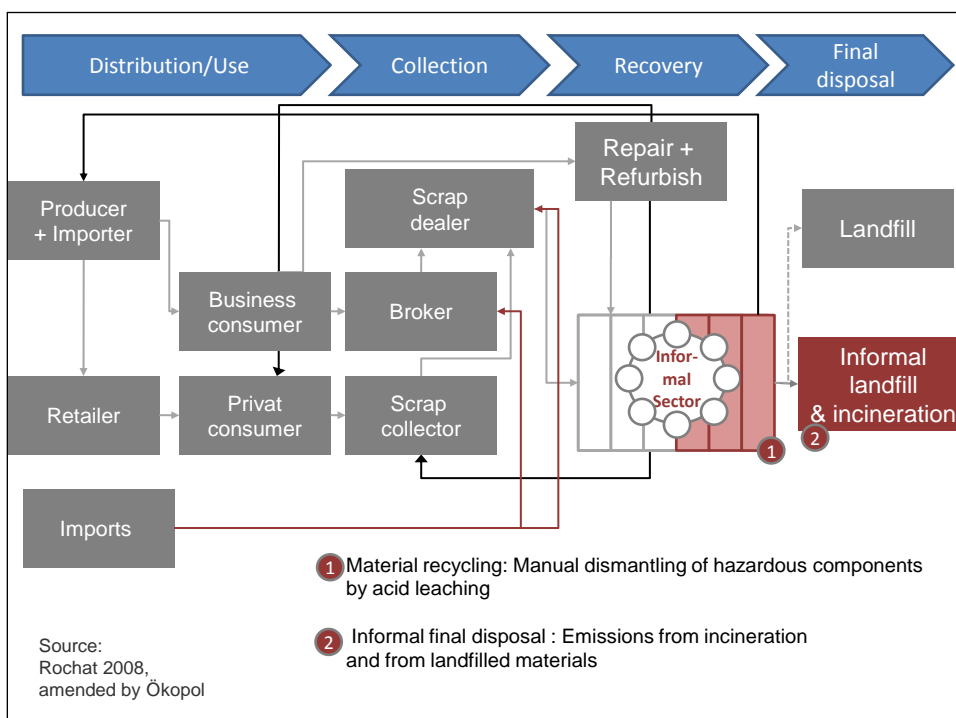 Distribution/Use
Collection
Recovery
Final
disposal
Repair +
Refurbish
Producer
+ Importer
Scrap
dealer
Landfill
Business
consumer
Broker
Infor-
mal
Sector
Informal
landfill
& incineration
Retailer
Privat
consumer
Scrap
collector
1
2
Imports
1 Material recycling: Manual dismantling of hazardous components
by acid leaching
2 Informal final disposal : Emissions from incineration
and from landfilled materials
Source:
Rochat 2008,
amended by Ökopol